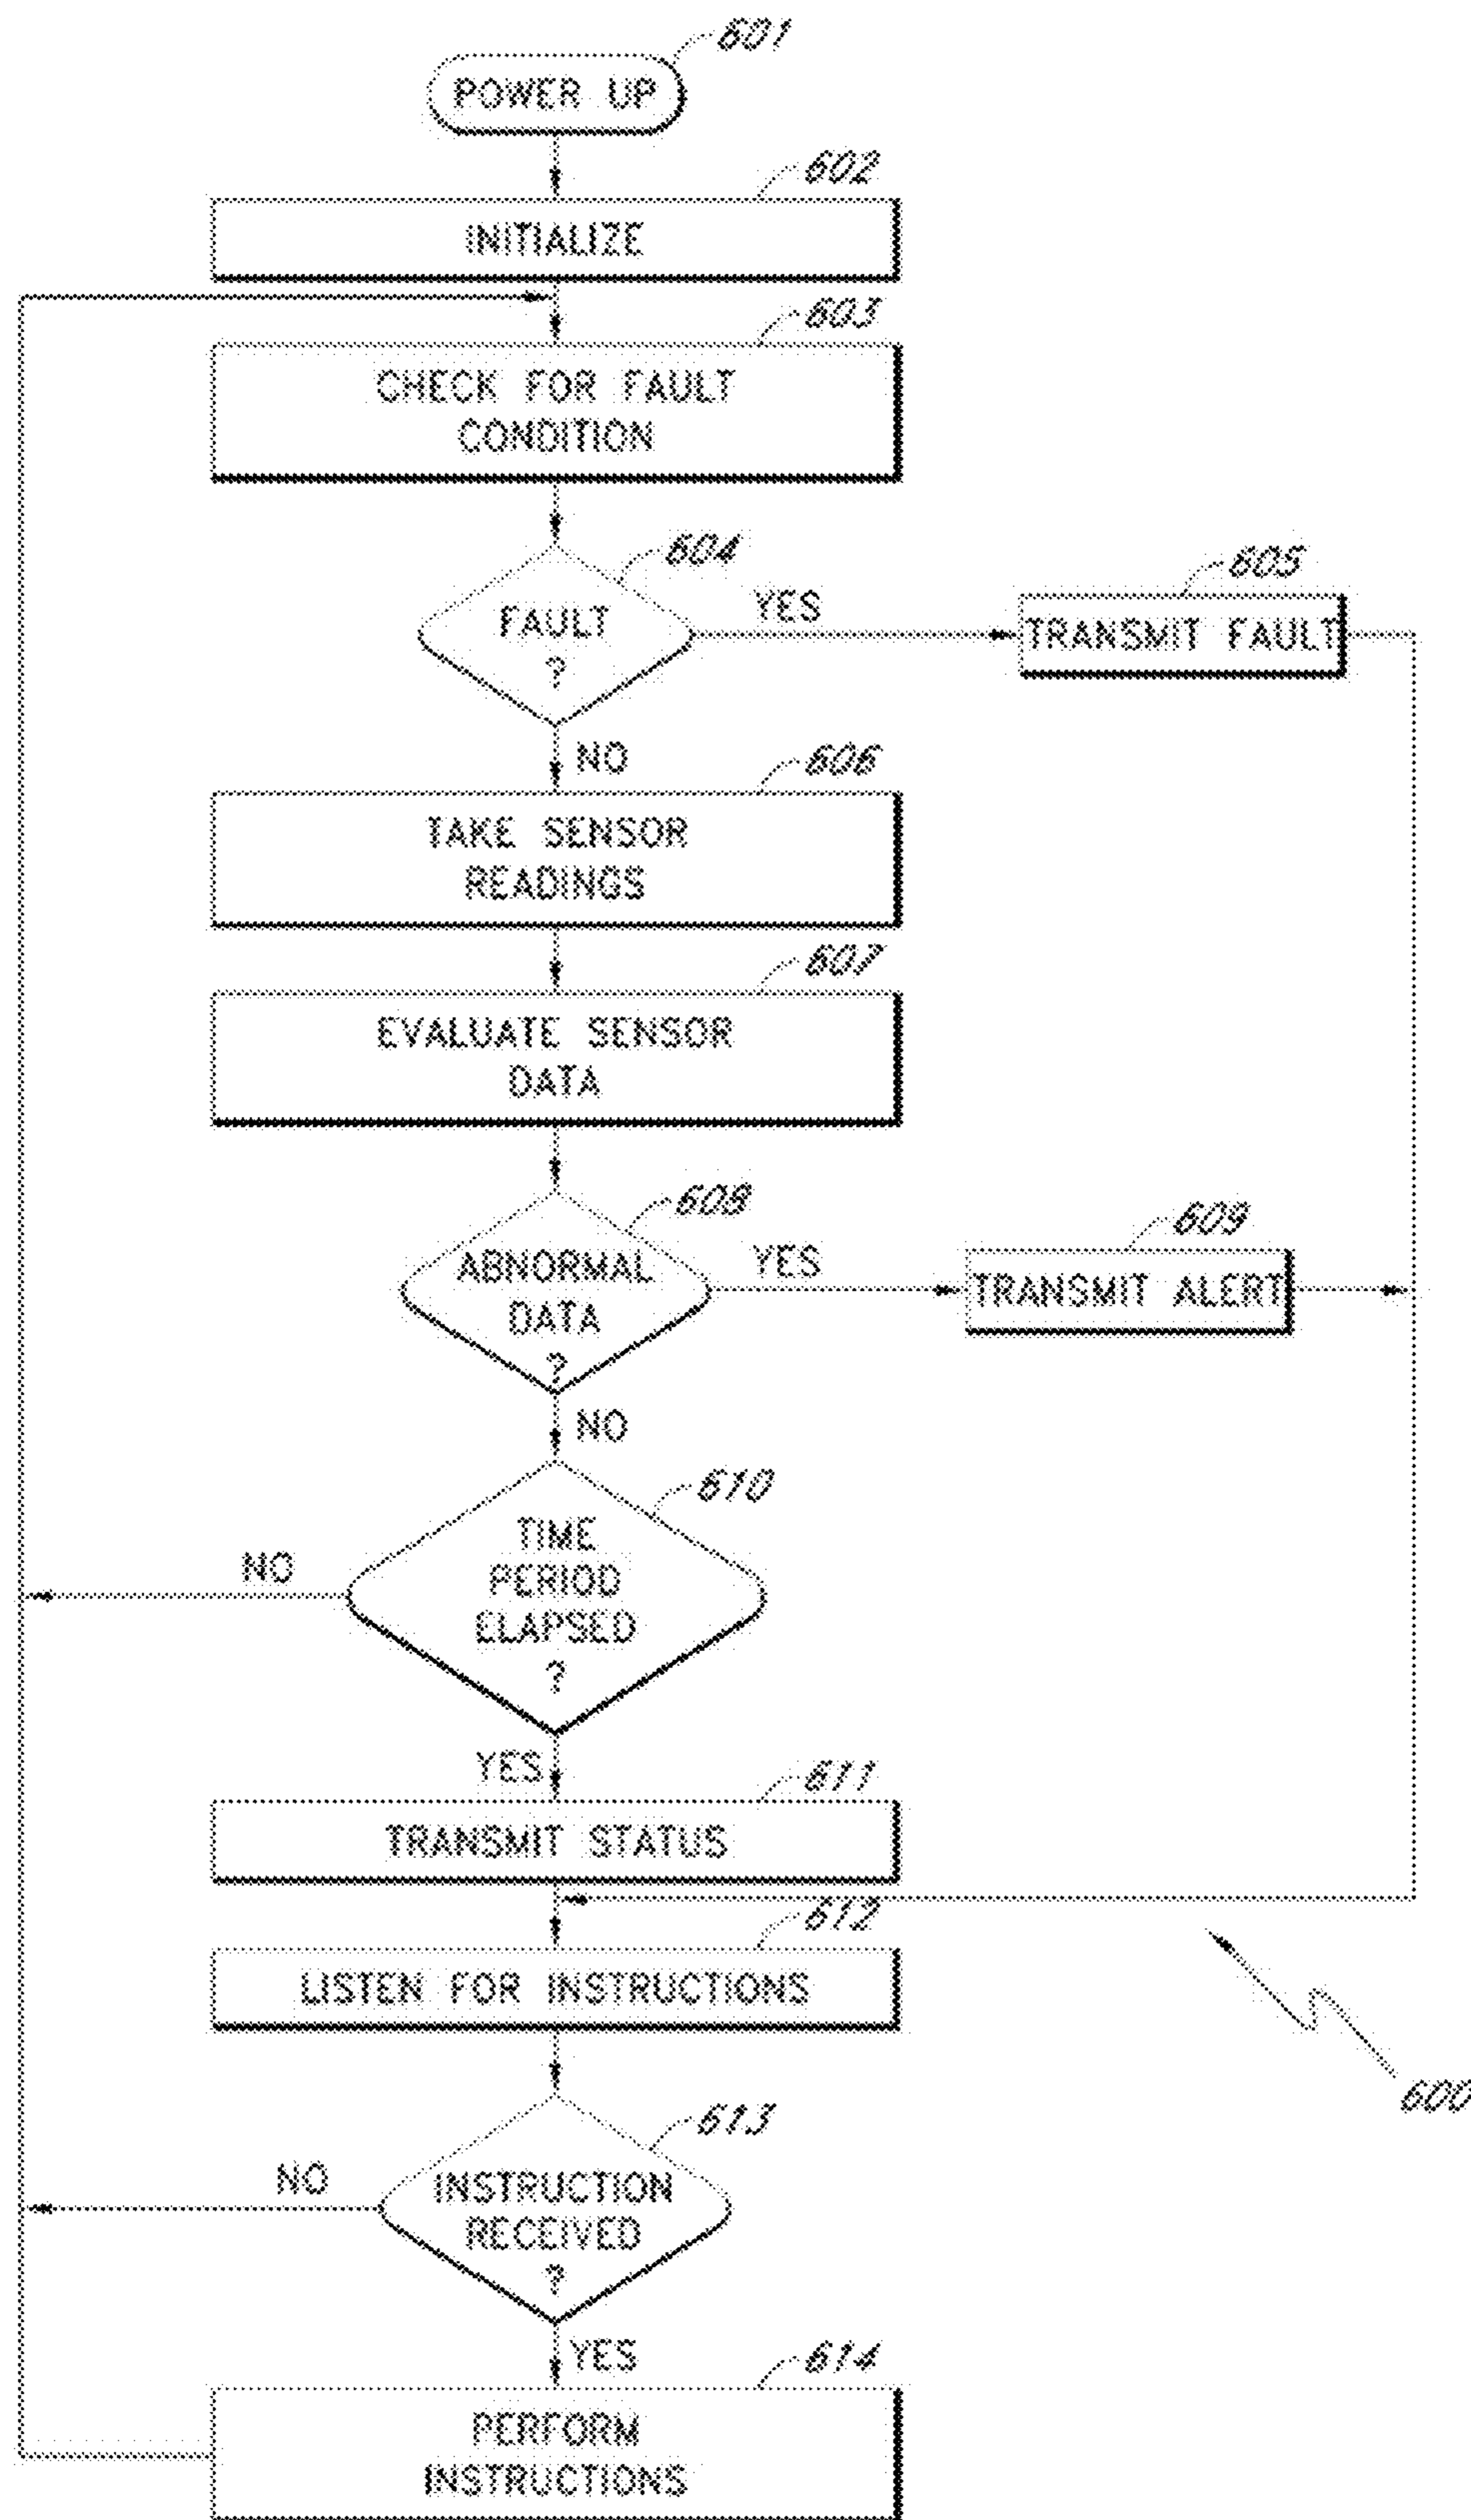 601
POWER UP
602
INITIALIZE
603
CHECK FOR FAULT
CONDITION
604
FAULT
?
YES
605
TRANSMIT FAULT
NO
606
TAKE SENSOR
READINGS
607
EVALUATE SENSOR
DATA
608
ABNORMAL
DATA
?
YES
609
TRANSMIT ALERT
NO
610
TIME
PERIOD
ELAPSED
?
NO
YES
611
TRANSMIT STATUS
612
LISTEN FOR INSTRUCTIONS
600
613
INSTRUCTION
RECEIVED
?
NO
YES
614
PERFORM
INSTRUCTIONS